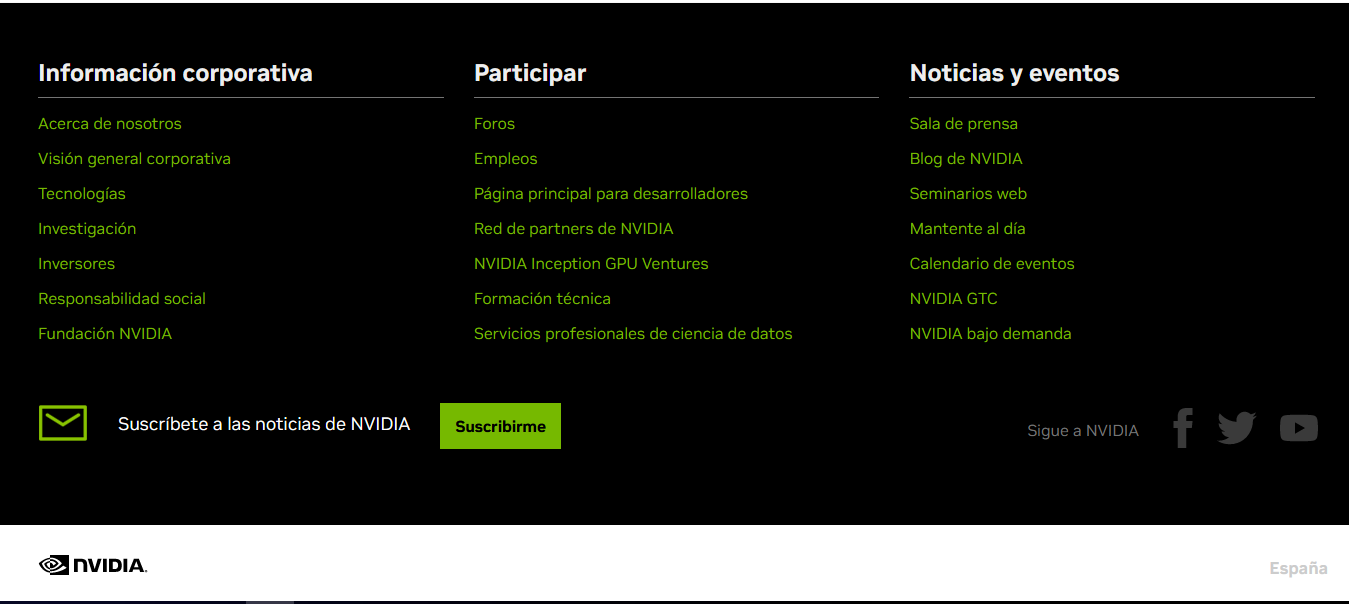 Información corporativa
Acerca de nosotros
Visión general corporativa
Tecnologías
Investigación
Inversores
Responsabilidad social
Fundación NVIDIA
Participar
Foros
Empleos
Página principal para desarrolladores
Red de partners de NVIDIA
NVIDIA Inception GPU Ventures
Formación técnica
Servicios profesionales de ciencia de datos
Noticias y eventos
Sala de prensa
Blog de NVIDIA
Seminarios web
Mantente al día
Calendario de eventos
NVIDIA GTC
NVIDIA bajo demanda
Suscríbete a las noticias de NVIDIA
Suscribirme
Sigue a NVIDIA
NVIDIA.
España